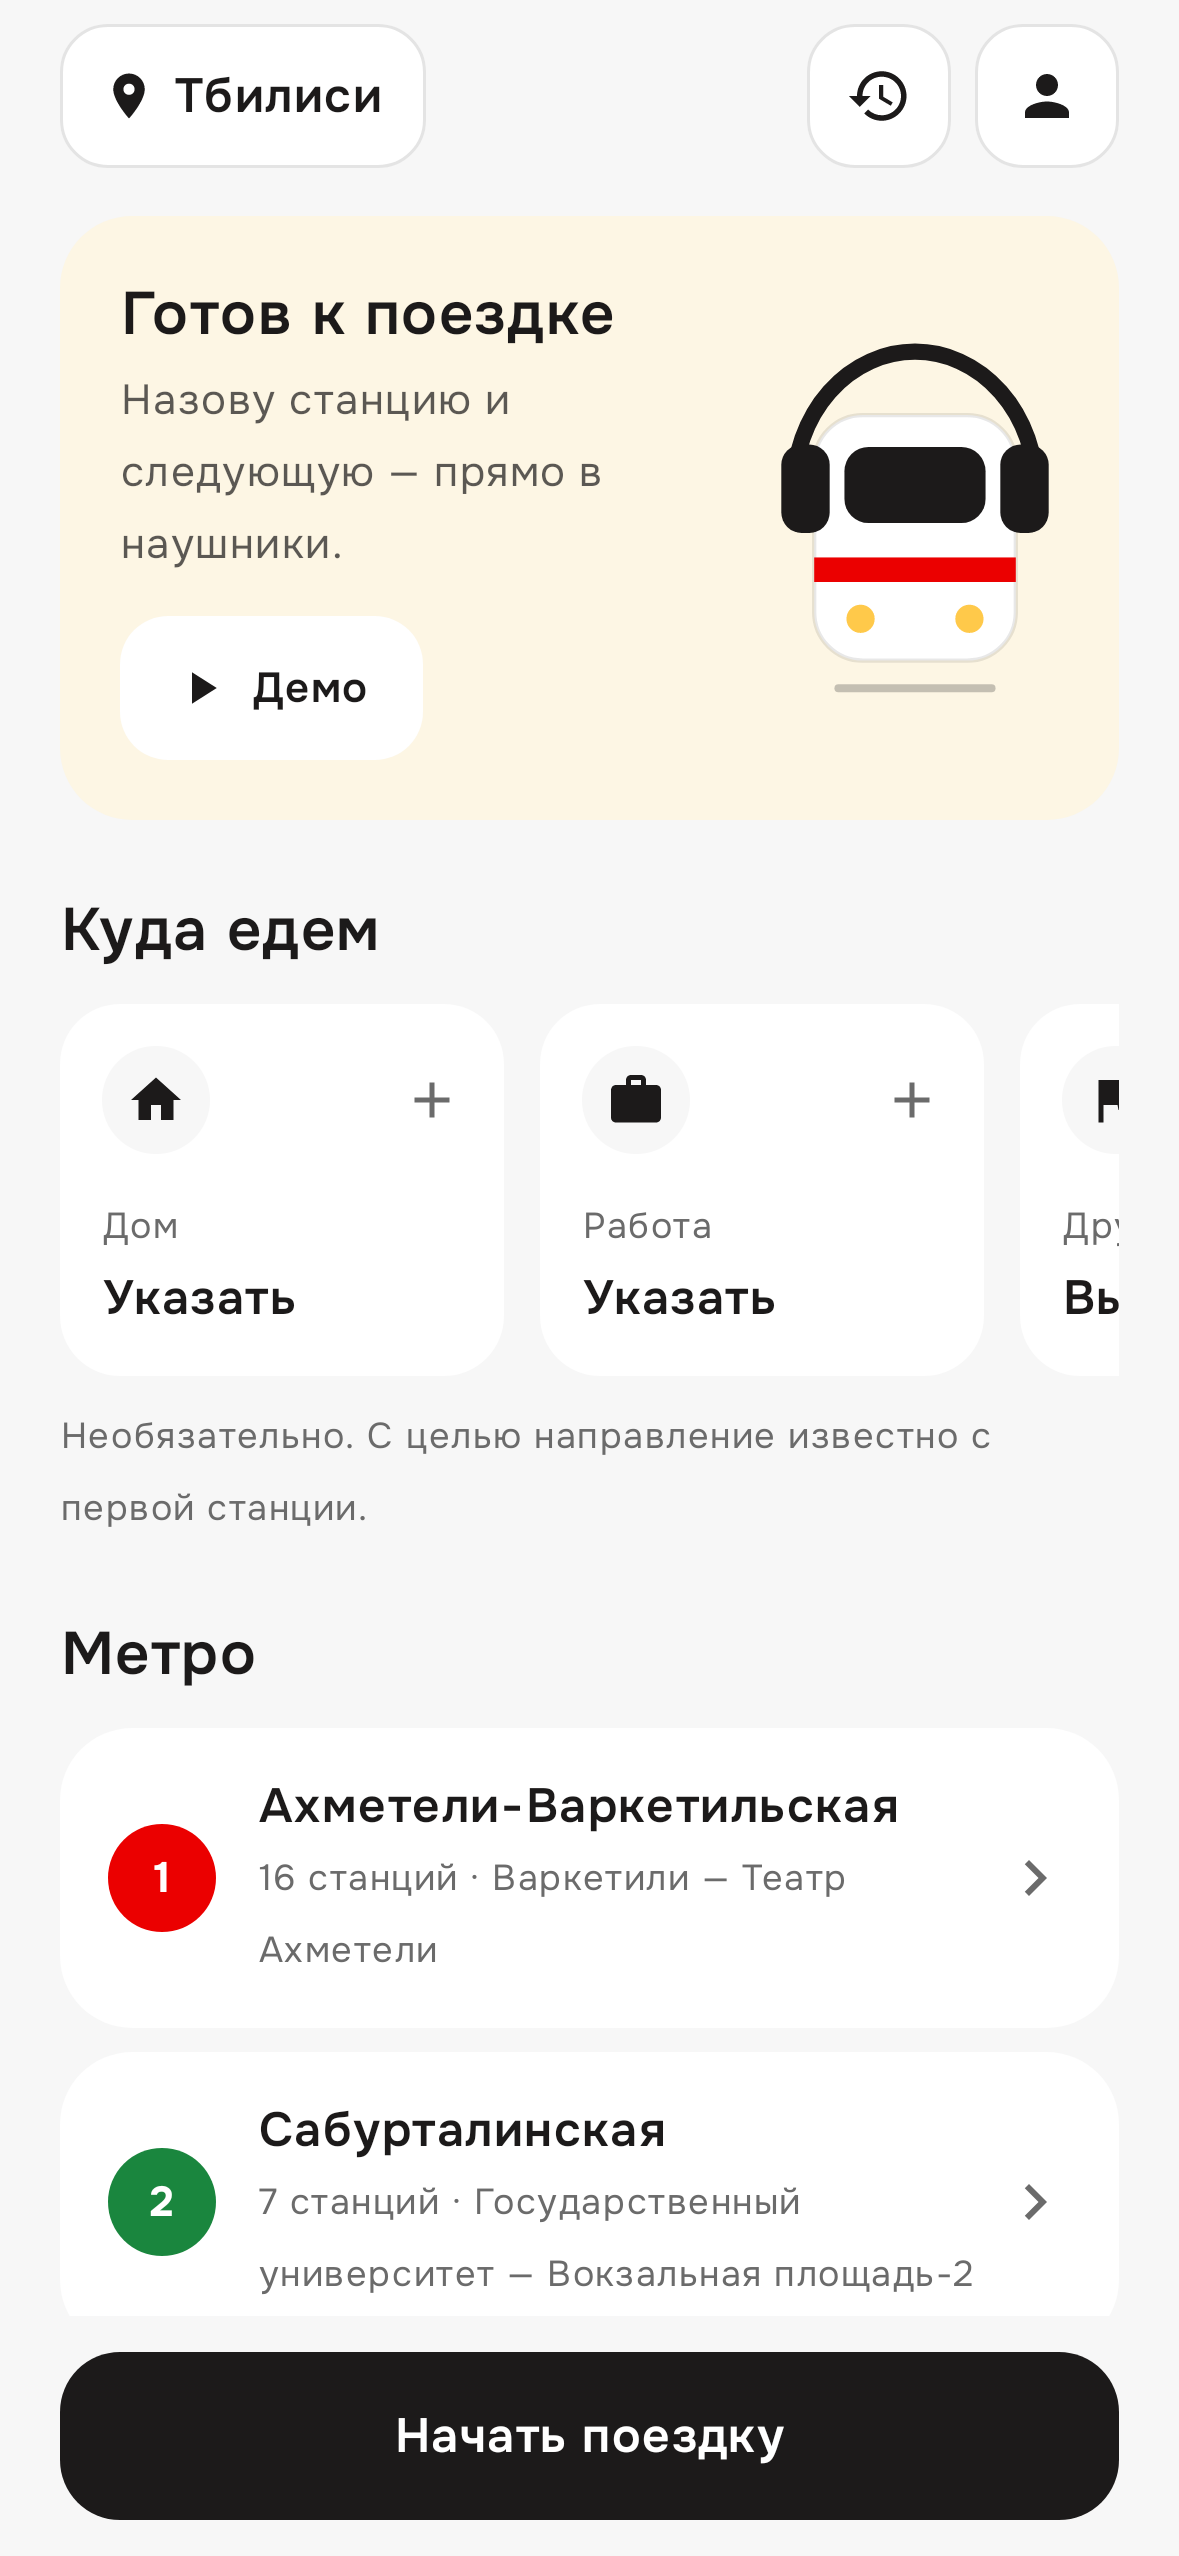 Тбилиси
Готов к поездке
Назову станцию и
следующую — прямо в
наушники.
Демо
Куда едем
Дом
Указать
Работа
Указать
Необязательно. С целью направление известно с
первой станции.
Метро
1
Ахметели-Варкетильская
16 станций · Варкетили — Театр
Ахметели
2
Сабурталинская
7 станций · Государственный
университет — Вокзальная площадь-2
Начать поездку